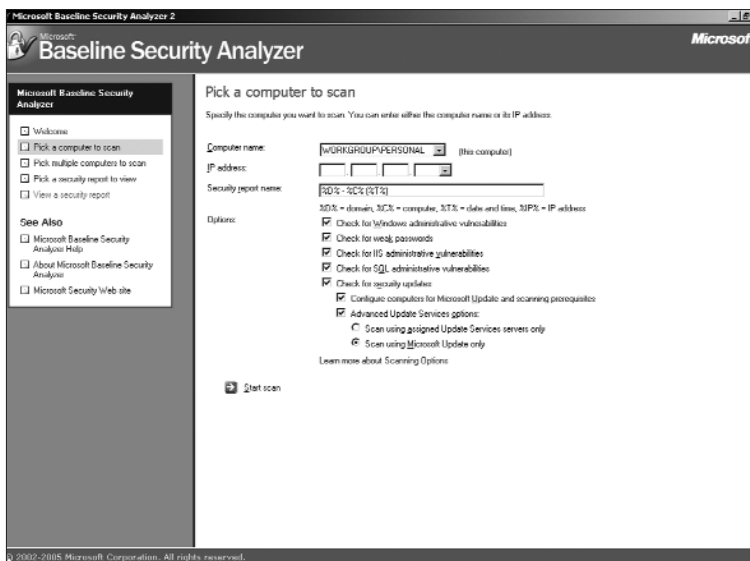 Microsoft Baseline Security Analyzer 2
Microsoft
Baseline Security Analyzer
Microsof
Microsoft Baseline Security
Analyzer
Welcome
Pick a computer to scan
Pick multiple computers to scan
Pick a security report to view
View a security report
See Also
Microsoft Baseline Security
Analyzer Help
About Microsoft Baseline Security
Analyzer
Microsoft Security Web site
Pick a computer to scan
Specify the computer you want to scan. You can enter either the computer name or its IP address.
Computer name:
WORKGROUP\PERSONAL
(this computer)
IP address:
Security report name:
%D% - %C% (%T%)
%D% = domain, %C% = computer, %T% = date and time, %IP% = IP address
Options:
Check for Windows administrative vulnerabilities
Check for weak passwords
Check for IIS administrative vulnerabilities
Check for SQL administrative vulnerabilities
Check for security updates
Configure computers for Microsoft Update and scanning prerequisites
Advanced Update Services options:
Scan using assigned Update Services servers only
Scan using Microsoft Update only
Learn more about Scanning Options
Start scan
© 2002-2005 Microsoft Corporation. All rights reserved.